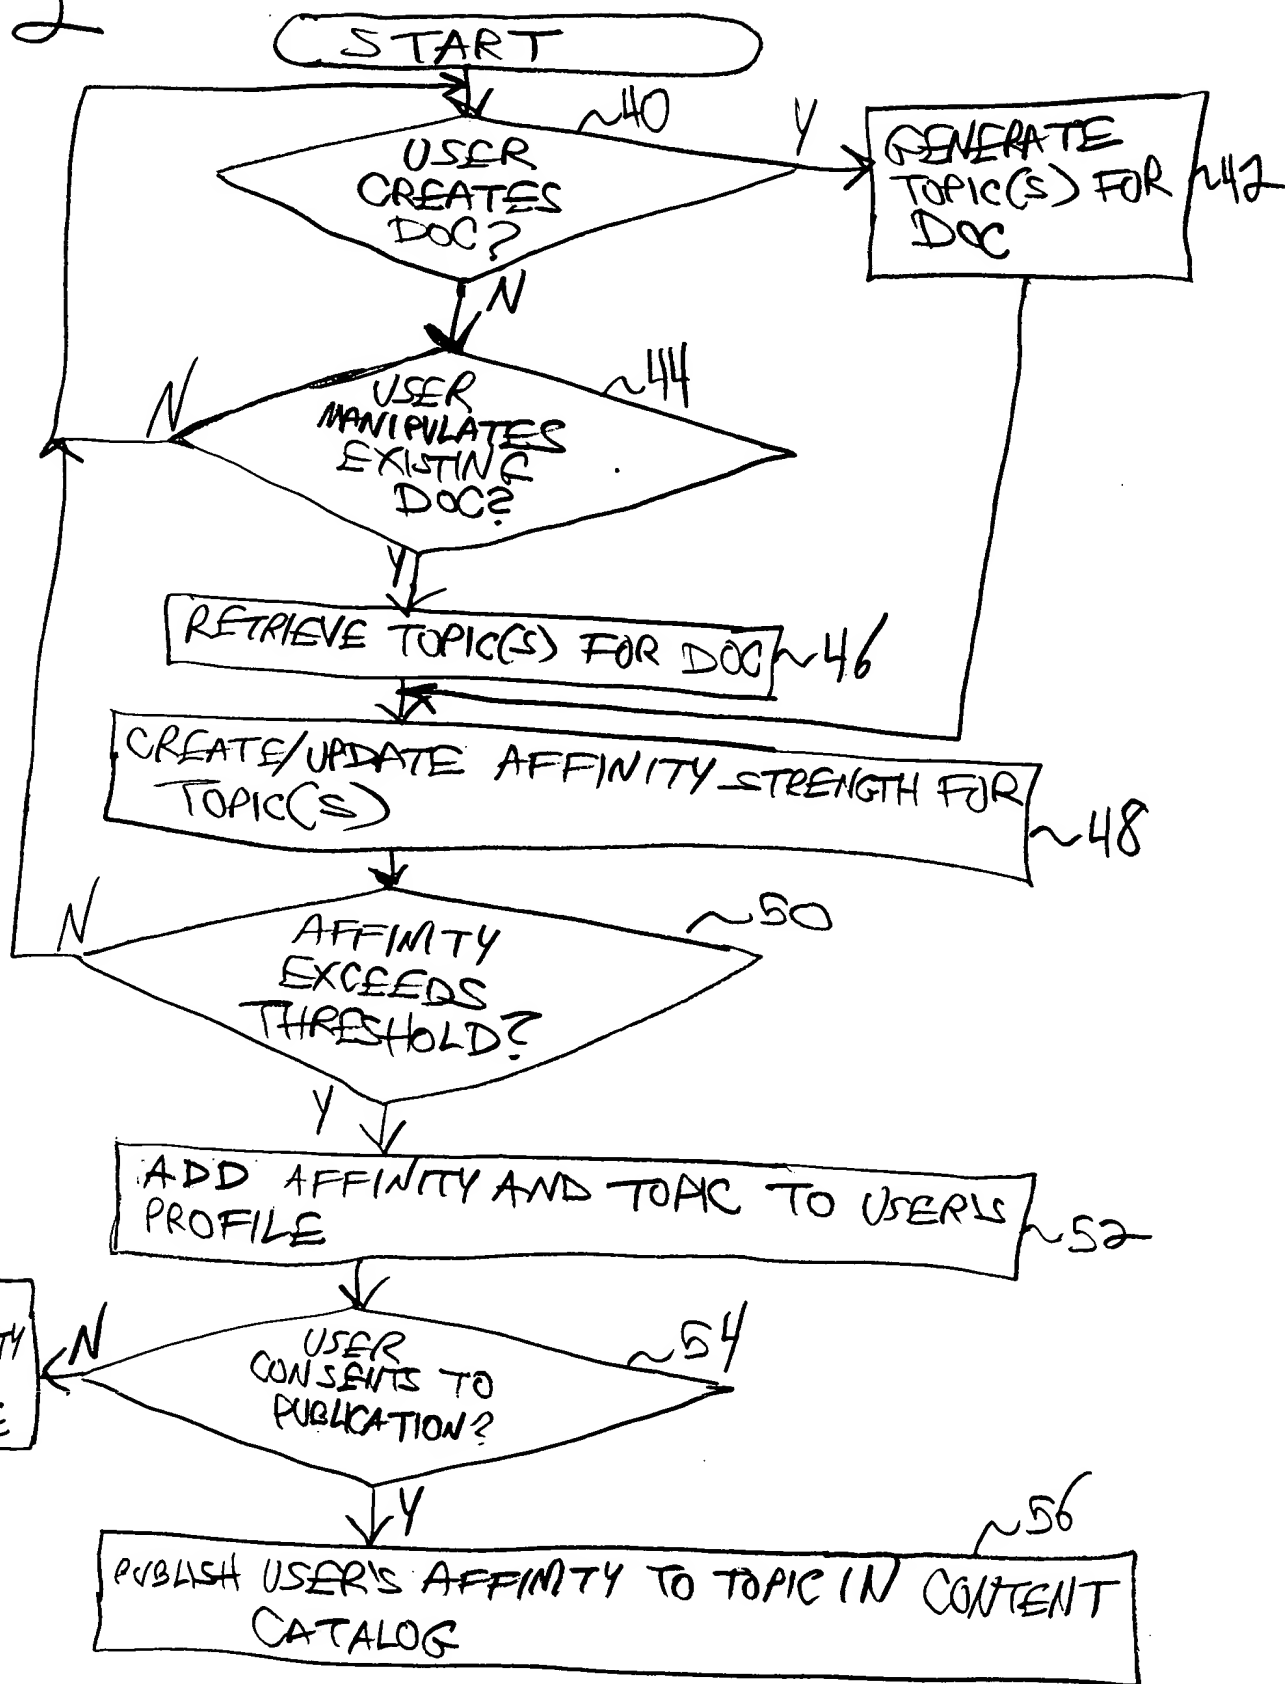 2
START
~40
Y
USER
CREATES
DOC?
GENERATE
TOPIC(S) FOR
DOC
~42
N
~44
N
USER
MANIPULATES
EXISTING
DOC?
Y
RETRIEVE TOPIC(S) FOR DOC
~46
CREATE/UPDATE AFFINITY STRENGTH FOR
TOPIC(S)
~48
N
~50
AFFINITY
EXCEEDS
THRESHOLD?
Y
ADD AFFINITY AND TOPIC TO USER'S
PROFILE
~52
N
~54
USER
CONSENTS TO
PUBLICATION?
Y
~56
PUBLISH USER'S AFFINITY TO TOPIC IN CONTENT
CATALOG